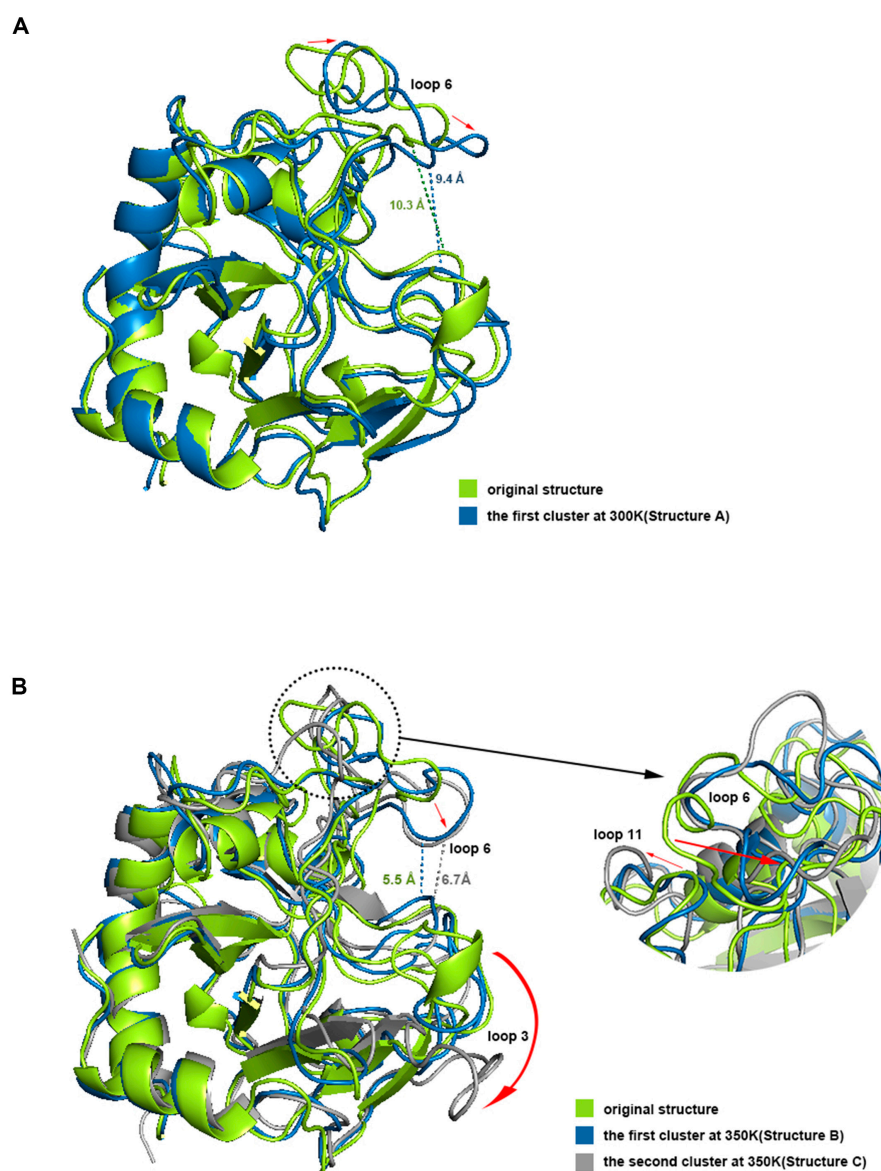 A
loop 6
9.4 Å
10.3 Å
original structure
the first cluster at 300K(Structure A)
B
loop 6
loop 11
loop 6
5.5 Å
6.7Å
loop 3
original structure
the first cluster at 350K(Structure B)
the second cluster at 350K(Structure C)